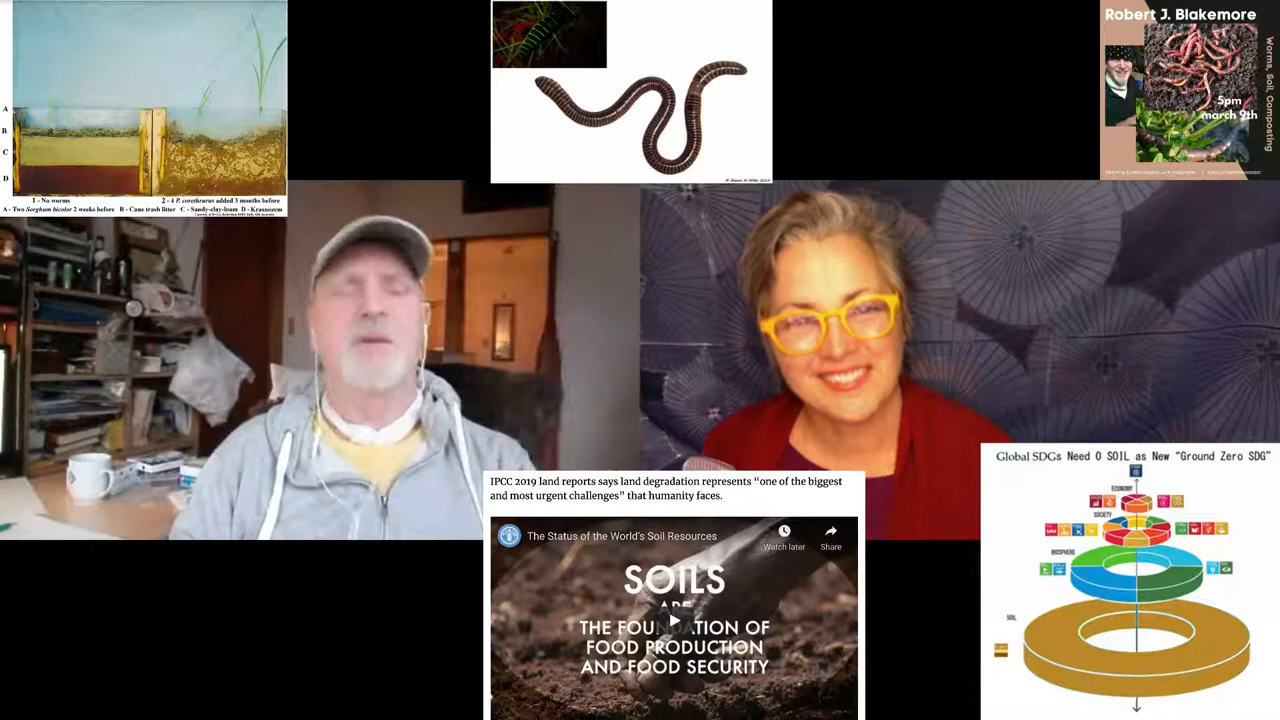 A
B
C
D
1 - No worms
2 - 4 P. corethrurus added 3 months before
A - Two Sorghum bicolor 2 weeks before B - Cane trash litter C - Sandy-clay-loam D - Krasnozem
Robert J. Blakemore
Worms, Soil, Composting
5pm
march 9th
IPCC 2019 land reports says land degradation represents “one of the biggest
and most urgent challenges” that humanity faces.
The Status of the World's Soil Resources
Watch later
Share
SOILS
ARE
THE FOUNDATION OF
FOOD PRODUCTION
AND FOOD SECURITY
Global SDGs Need 0 SOIL as New “Ground Zero SDG”
ECONOMY
SOCIETY
BIOSPHERE
SOIL